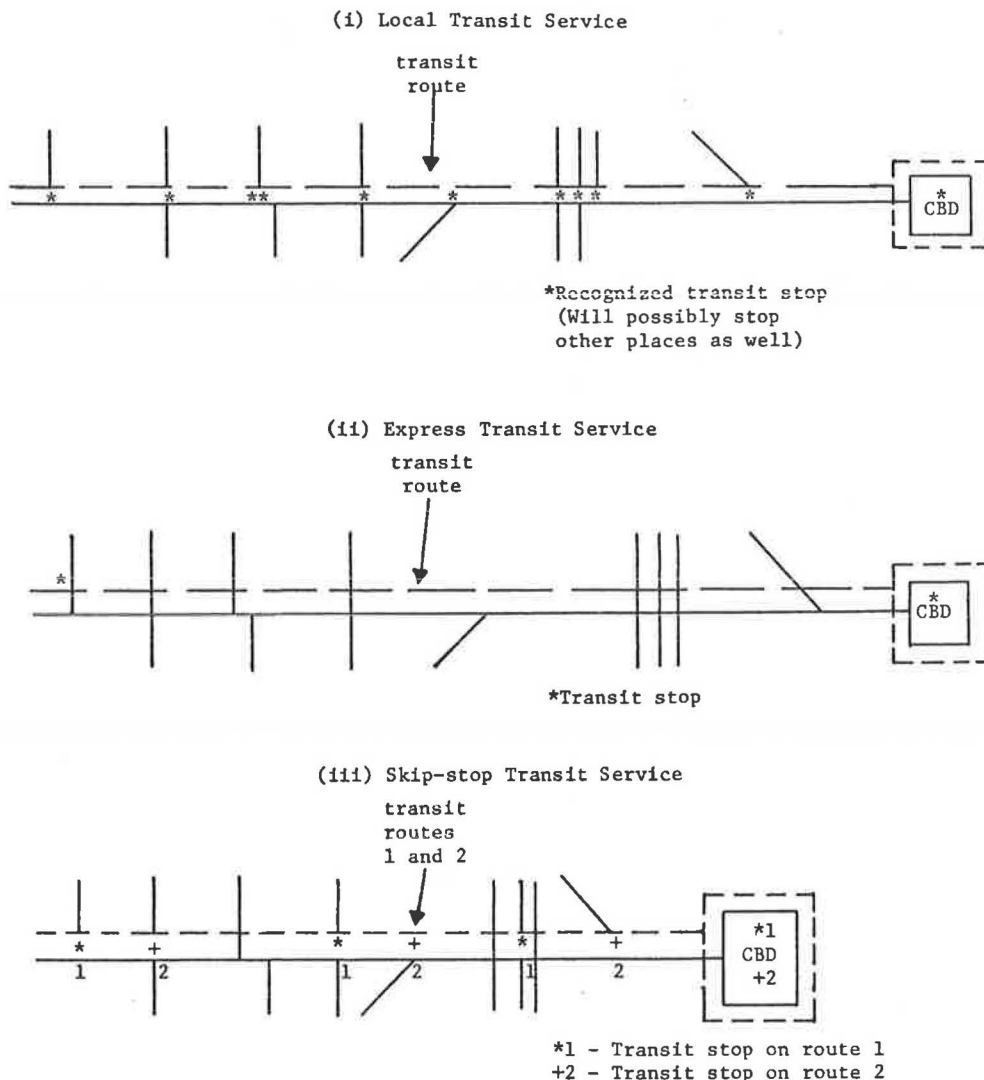 (i) Local Transit Service
transit
route
* * ** * * * * * *
*
CBD
*Recognized transit stop
(Will possibly stop
other places as well)
(ii) Express Transit Service
transit
route
*
*
CBD
*Transit stop
(iii) Skip-stop Transit Service
transit
routes
1 and 2
* + * + * +
1 2 1 2 1 2
*1
CBD
+2
*1 - Transit stop on route 1
+2 - Transit stop on route 2